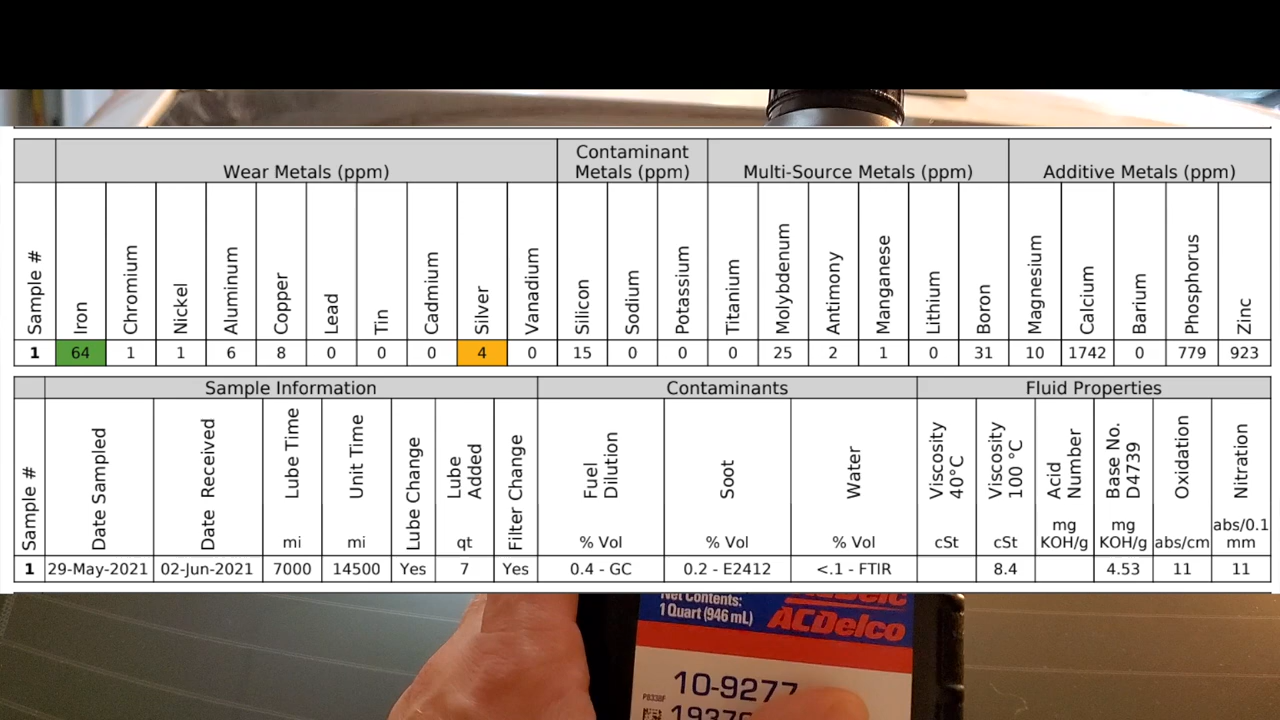 Wear Metals (ppm) Contaminant Metals (ppm) Multi-Source Metals (ppm) Additive Metals (ppm)
Sample # Iron Chromium Nickel Aluminum Copper Lead Tin Cadmium Silver Vanadium Silicon Sodium Potassium Titanium Molybdenum Antimony Manganese Lithium Boron Magnesium Calcium Barium Phosphorus Zinc
1 64 1 1 6 8 0 0 0 4 0 15 0 0 0 25 2 1 0 31 10 1742 0 779 923
Sample Information Contaminants Fluid Properties
Sample # Date Sampled Date Received Lube Time mi Unit Time mi Lube Change Lube Added qt Filter Change Fuel Dilution % Vol Soot % Vol Water % Vol Viscosity 40°C cSt Viscosity 100 °C cSt Acid Number mg KOH/g Base No. D4739 mg KOH/g Oxidation abs/cm Nitration abs/0.1 mm
1 29-May-2021 02-Jun-2021 7000 14500 Yes 7 Yes 0.4 - GC 0.2 - E2412 <.1 - FTIR 8.4 4.53 11 11
Net Contents:
1 Quart (946 mL)
ACDelco
10-9277